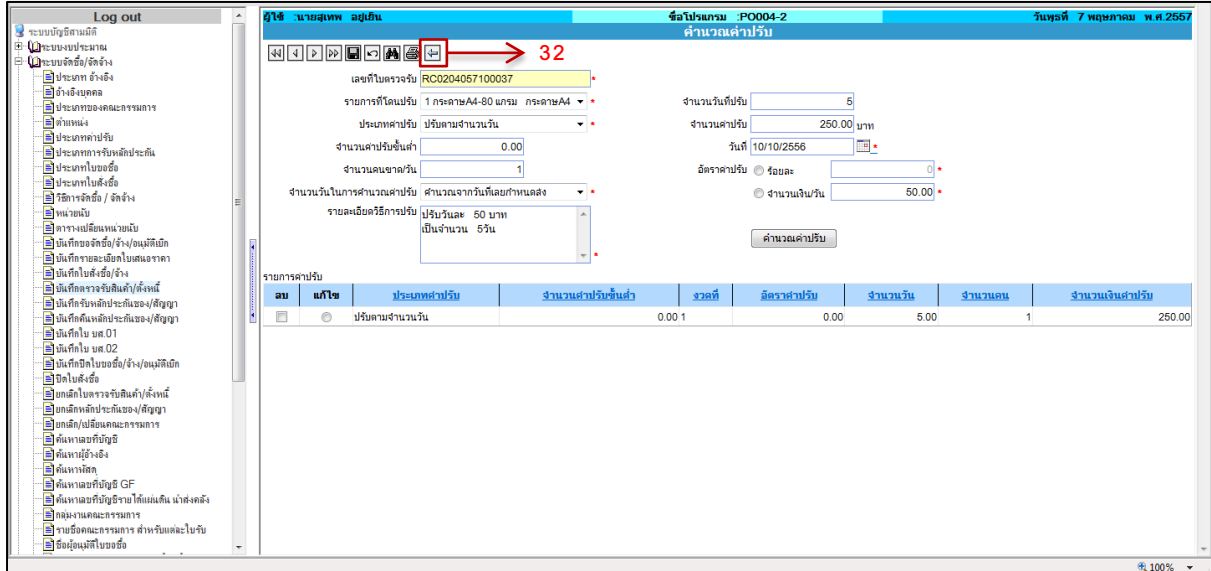 Log out
ระบบบัญชีสามมิติ
ระบบงบประมาณ
ระบบจัดซื้อ/จัดจ้าง
ประเภท อ้างอิง
อ้างอิงบุคคล
ประเภทของคณะกรรมการ
ตำแหน่ง
ประเภทค่าปรับ
ประเภทการรับหลักประกัน
ประเภทใบขอซื้อ
ประเภทใบสั่งซื้อ
วิธีการจัดซื้อ / จัดจ้าง
หน่วยนับ
ตารางเปลี่ยนหน่วยนับ
บันทึกขอจัดซื้อ/จ้าง/อนุมัติเบิก
บันทึกรายละเอียกใบเสนอราคา
บันทึกใบสั่งซื้อ/จ้าง
บันทึกตรวจรับสินค้า/ตั้งหนี้
บันทึกรับหลักประกันซอง/สัญญา
บันทึกคืนหลักประกันซอง/สัญญา
บันทึกใบ บศ.01
บันทึกใบ บศ.02
บันทึกปิดใบขอซื้อ/จ้าง/อนุมัติเบิก
ปิดใบสั่งซื้อ
ยกเลิกใบตรวจรับสินค้า/ตั้งหนี้
ยกเลิกหลักประกันซอง/สัญญา
ยกเลิก/เปลี่ยนคณะกรรมการ
ค้นหาเลขที่บัญชี
ค้นหาผู้อ้างอิง
ค้นหาพัสดุ
ค้นหาเลขที่บัญชี GF
ค้นหาเลขที่บัญชีรายได้แผ่นดิน นำส่งคลัง
กลุ่มงานคณะกรรมการ
รายชื่อคณะกรรมการ สำหรับแต่ละใบรับ
ชื่อผู้อนุมัติใบขอซื้อ
ผู้ใช้ :นายสุเทพ อยู่เย็น ชื่อโปรแกรม :PO004-2 วันพุธที่ 7 พฤษภาคม พ.ศ.2557
คำนวณค่าปรับ
32
เลขที่ใบตรวจรับ RC0204057100037 *
รายการที่โดนปรับ 1 กระดาษA4-80 แกรม กระดาษA4 * จำนวนวันที่ปรับ 5
ประเภทค่าปรับ ปรับตามจำนวนวัน * จำนวนค่าปรับ 250.00 บาท
จำนวนค่าปรับขั้นต่ำ 0.00 วันที่ 10/10/2556 *
จำนวนคนขาด/วัน 1 อัตราค่าปรับ ร้อยละ 0 *
จำนวนวันในการคำนวณค่าปรับ คำนวณจากวันที่เลยกำหนดส่ง * จำนวนเงิน/วัน 50.00 *
รายละเอียดวิธีการปรับ ปรับวันละ 50 บาท
เป็นจำนวน 5วัน *
คำนวณค่าปรับ
รายการค่าปรับ
ลบ แก้ไข ประเภทค่าปรับ จำนวนค่าปรับขั้นต่ำ งวดที่ อัตราค่าปรับ จำนวนวัน จำนวนคน จำนวนเงินค่าปรับ
ปรับตามจำนวนวัน 0.00 1 0.00 5.00 1 250.00
100%